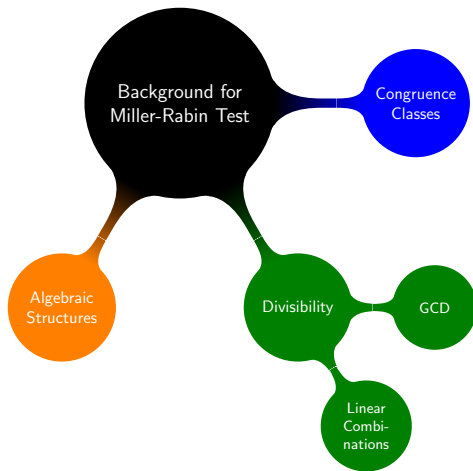 Background for
Miller-Rabin Test
Congruence
Classes
Algebraic
Structures
Divisibility
GCD
Linear
Combi-
nations